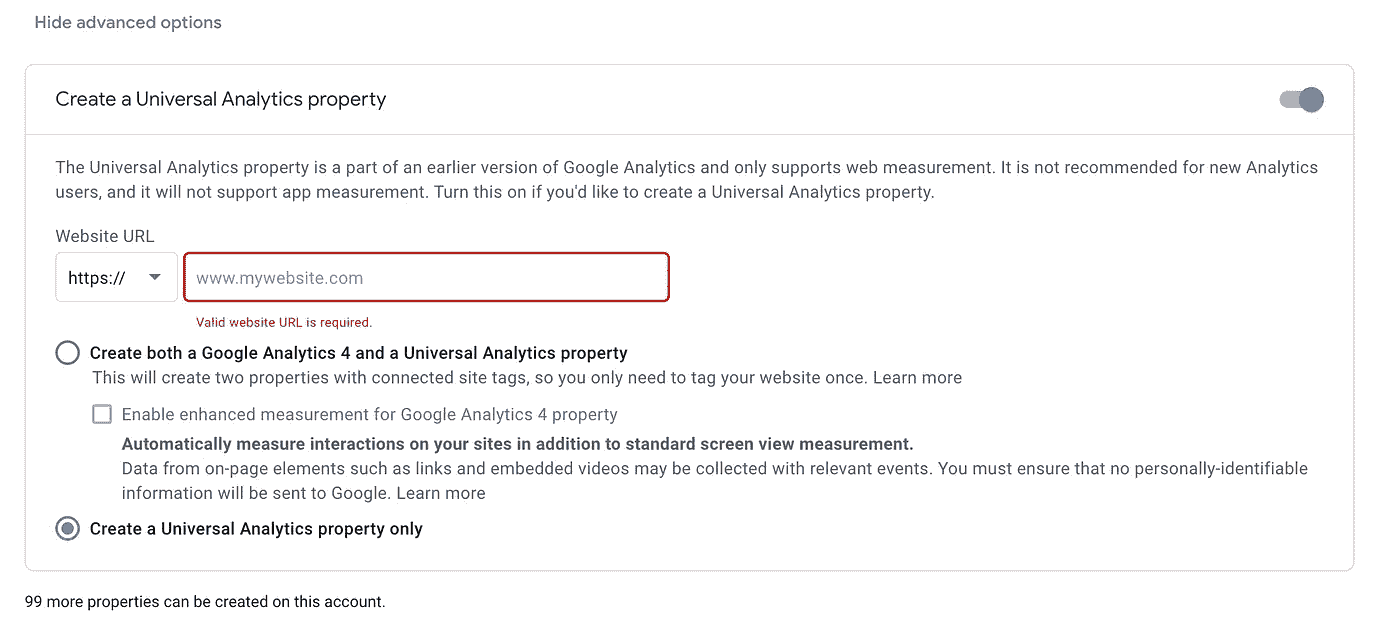 Hide advanced options
Create a Universal Analytics property
The Universal Analytics property is a part of an earlier version of Google Analytics and only supports web measurement. It is not recommended for new Analytics
users, and it will not support app measurement. Turn this on if you'd like to create a Universal Analytics property.
Website URL
https:// www.mywebsite.com
Valid website URL is required.
Create both a Google Analytics 4 and a Universal Analytics property
This will create two properties with connected site tags, so you only need to tag your website once. Learn more
Enable enhanced measurement for Google Analytics 4 property
Automatically measure interactions on your sites in addition to standard screen view measurement.
Data from on-page elements such as links and embedded videos may be collected with relevant events. You must ensure that no personally-identifiable
information will be sent to Google. Learn more
Create a Universal Analytics property only
99 more properties can be created on this account.